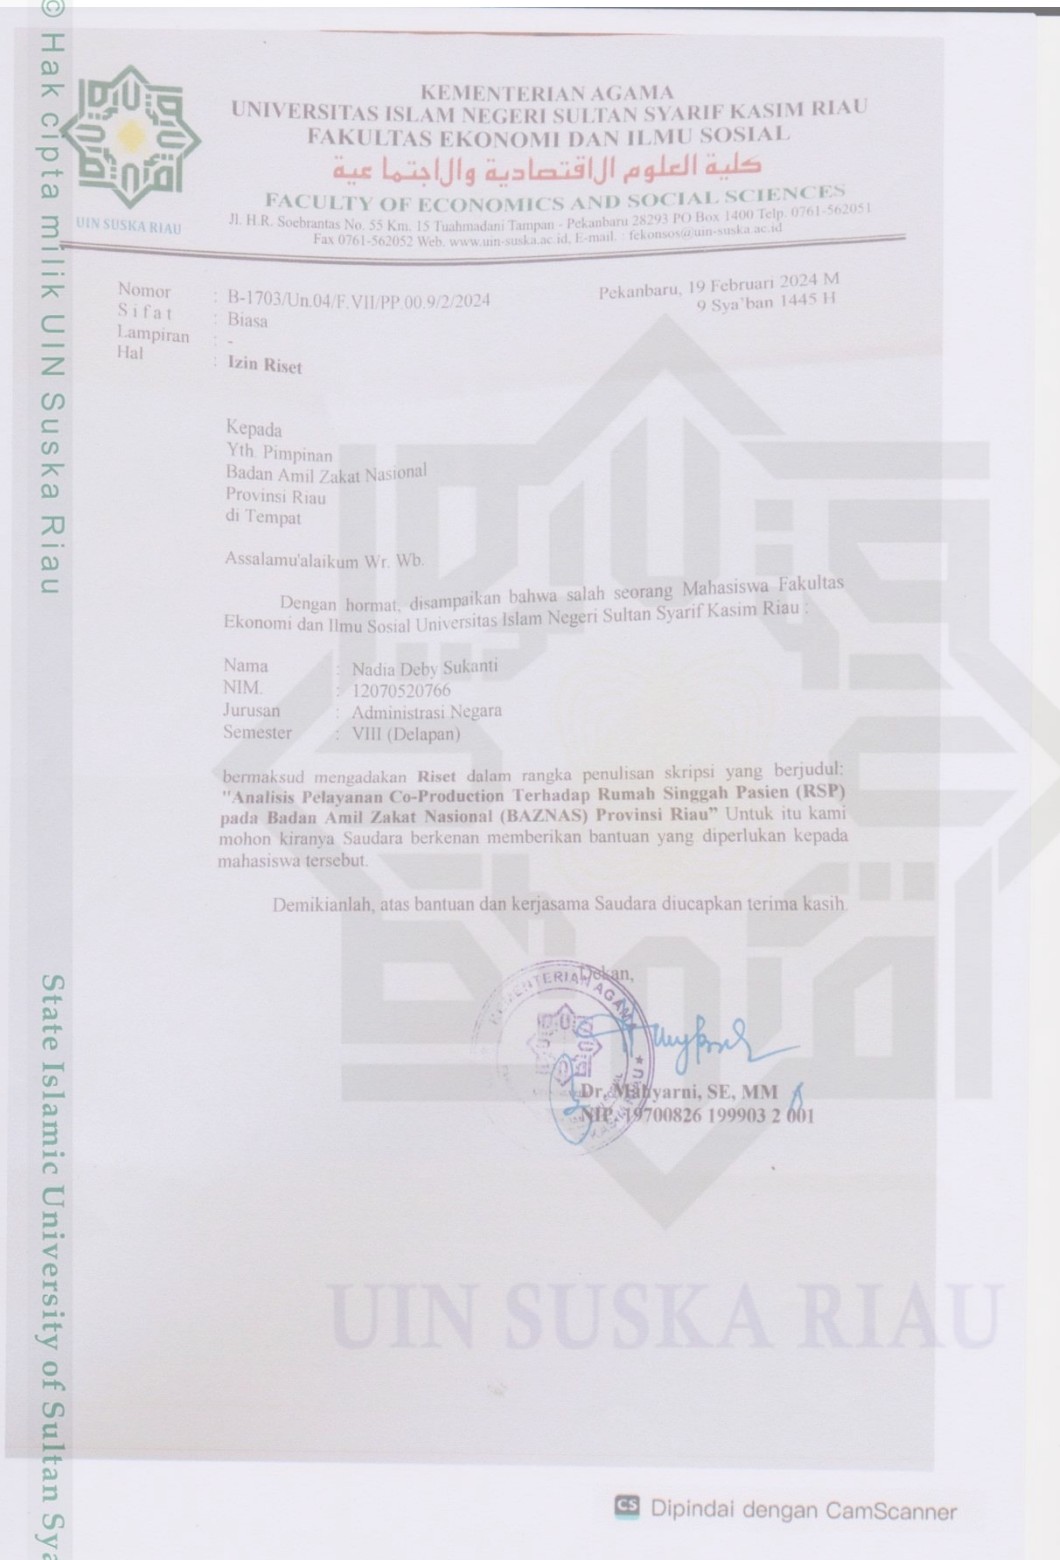 © Hak cipta milik UIN Suska Riau
State Islamic University of Sultan
UIN SUSKA RIAU
KEMENTERIAN AGAMA
UNIVERSITAS ISLAM NEGERI SULTAN SYARIF KASIM RIAU
FAKULTAS EKONOMI DAN ILMU SOSIAL
كلية العلوم الاقتصادية والاجتما عية
FACULTY OF ECONOMICS AND SOCIAL SCIENCES
Jl. H.R. Soebrantas No. 55 Km. 15 Tuahmadani Tampan - Pekanbaru 28293 PO Box 1400 Telp. 0761-562051
Fax 0761-562052 Web. www.uin-suska.ac.id, E-mail. : fekonsos@uin-suska.ac.id
Nomor : B-1703/Un.04/F.VII/PP.00.9/2/2024
Pekanbaru, 19 Februari 2024 M
Sifat : Biasa
9 Sya'ban 1445 H
Lampiran : -
Hal : Izin Riset
Kepada
Yth. Pimpinan
Badan Amil Zakat Nasional
Provinsi Riau
di Tempat
Assalamu'alaikum Wr. Wb.
Dengan hormat, disampaikan bahwa salah seorang Mahasiswa Fakultas
Ekonomi dan Ilmu Sosial Universitas Islam Negeri Sultan Syarif Kasim Riau :
Nama : Nadia Deby Sukanti
NIM. : 12070520766
Jurusan : Administrasi Negara
Semester : VIII (Delapan)
bermaksud mengadakan Riset dalam rangka penulisan skripsi yang berjudul:
"Analisis Pelayanan Co-Production Terhadap Rumah Singgah Pasien (RSP)
pada Badan Amil Zakat Nasional (BAZNAS) Provinsi Riau" Untuk itu kami
mohon kiranya Saudara berkenan memberikan bantuan yang diperlukan kepada
mahasiswa tersebut.
Demikianlah, atas bantuan dan kerjasama Saudara diucapkan terima kasih.
Dekan,
KEMENTERIAN AGAMA
Dr. Mahyarni, SE, MM
NIP. 19700826 199903 2 001
UIN SUSKA RIAU
CS Dipindai dengan CamScanner